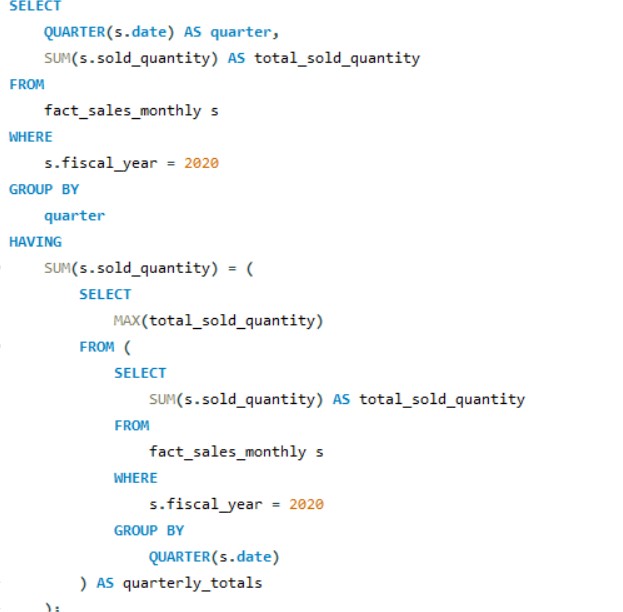 SELECT
QUARTER(s.date) AS quarter,
SUM(s.sold_quantity) AS total_sold_quantity
FROM
fact_sales_monthly s
WHERE
s.fiscal_year = 2020
GROUP BY
quarter
HAVING
SUM(s.sold_quantity) = (
SELECT
MAX(total_sold_quantity)
FROM (
SELECT
SUM(s.sold_quantity) AS total_sold_quantity
FROM
fact_sales_monthly s
WHERE
s.fiscal_year = 2020
GROUP BY
QUARTER(s.date)
) AS quarterly_totals
);